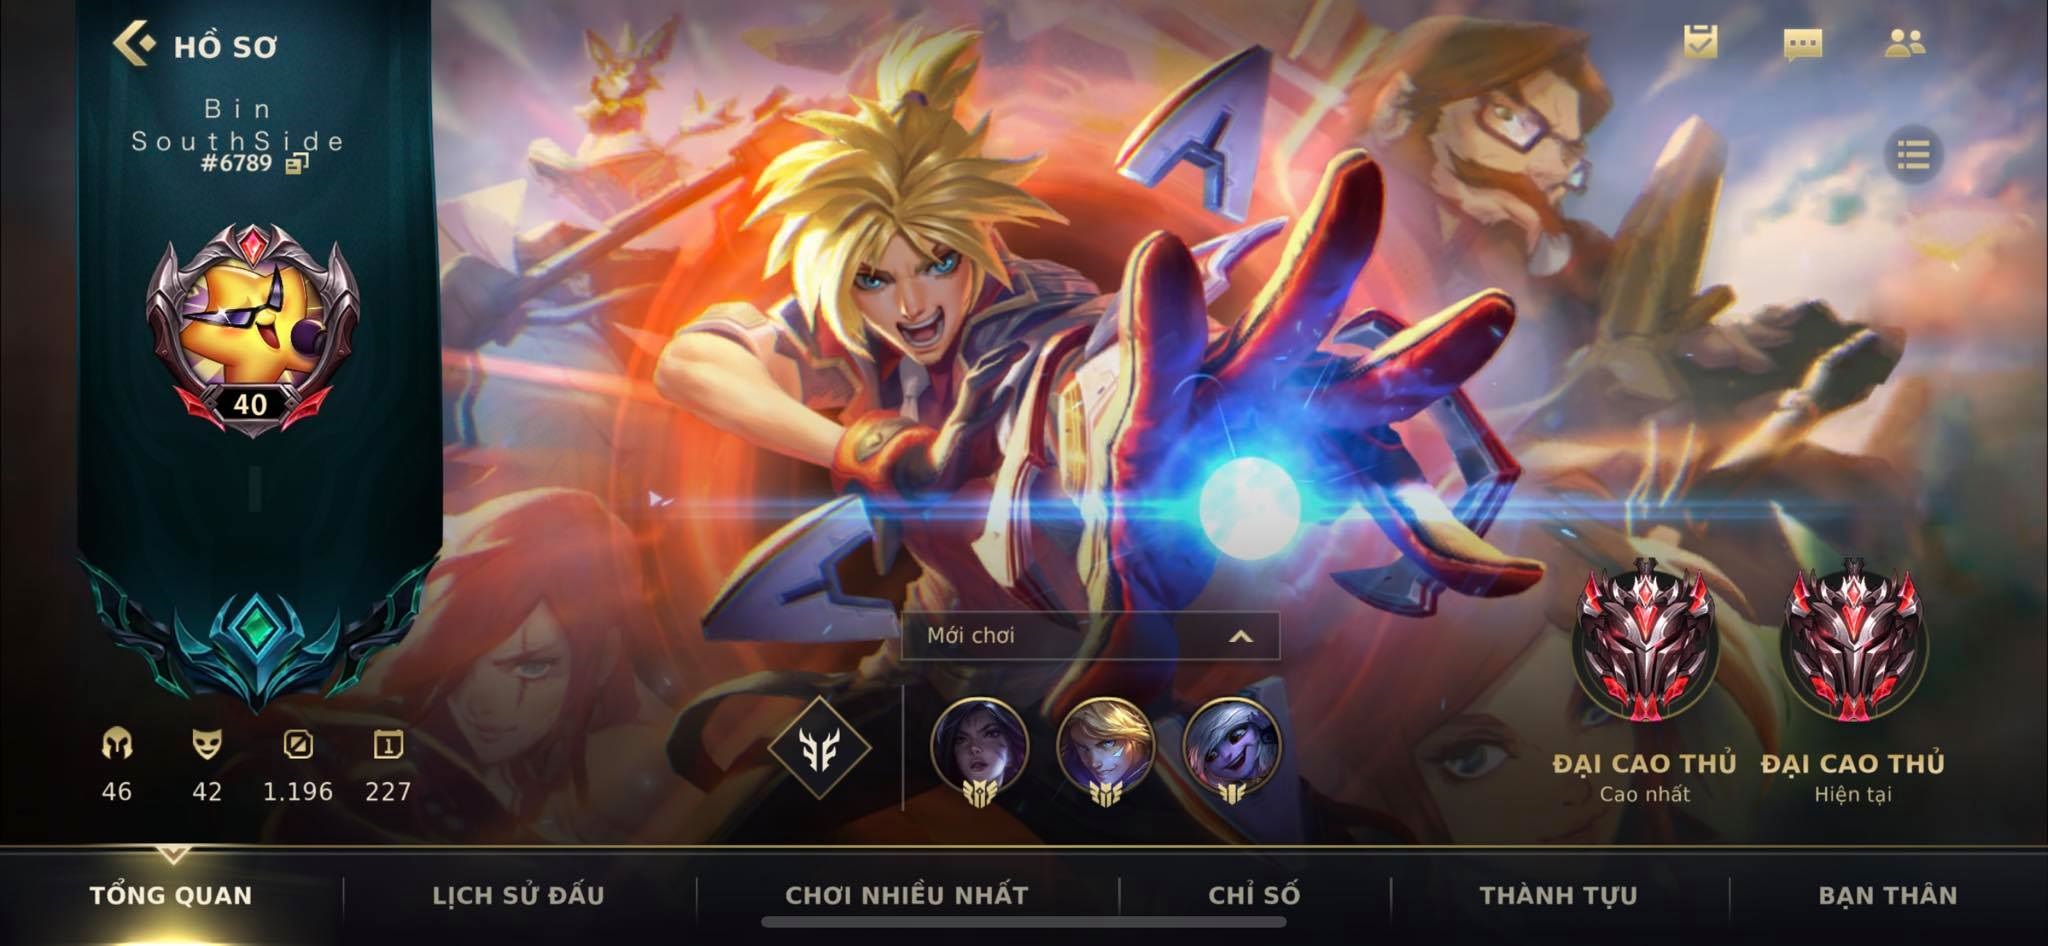 HỒ SƠ
Bin
SouthSide
#6789
40
Mới chơi
46
42
1.196
227
ĐẠI CAO THỦ
Cao nhất
ĐẠI CAO THỦ
Hiện tại
TỔNG QUAN
LỊCH SỬ ĐẤU
CHƠI NHIỀU NHẤT
CHỈ SỐ
THÀNH TỰU
BẠN THÂN